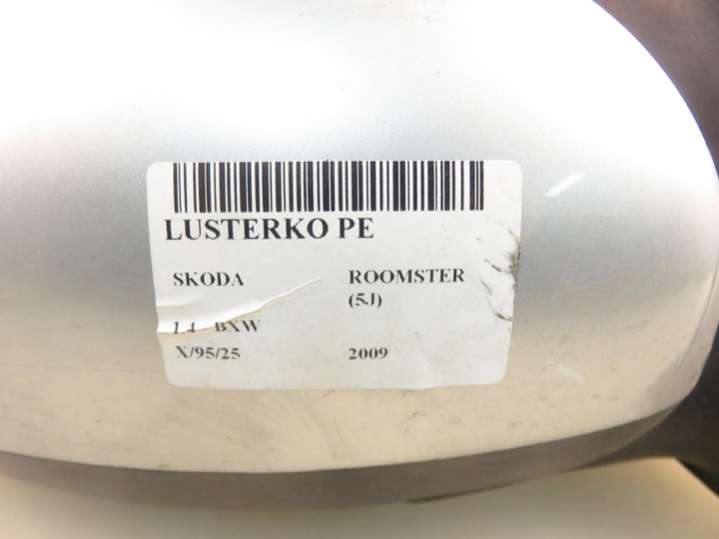 LUSTERKO PE
SKODA ROOMSTER
(5J)
1.4 - BXW
X/95/25 2009